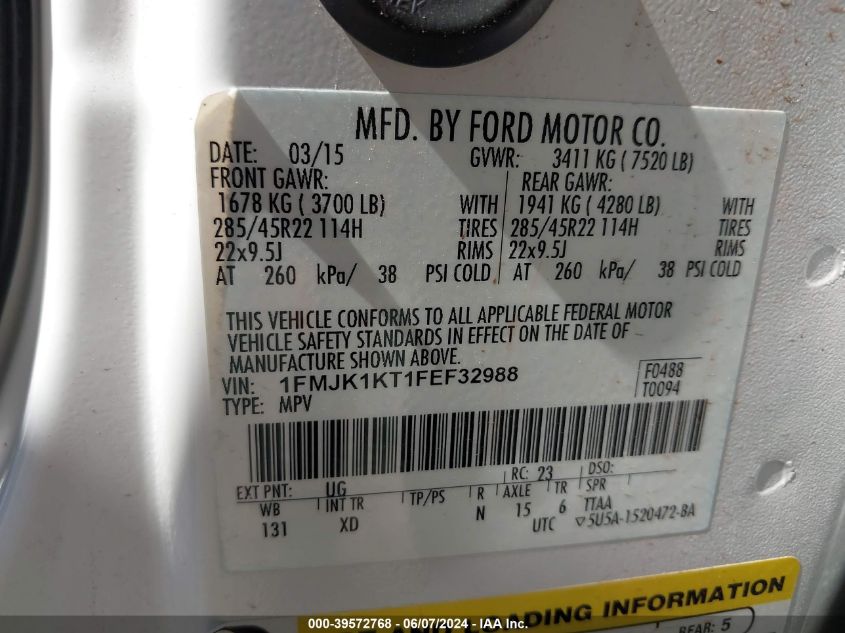 MFD. BY FORD MOTOR CO.
DATE: 03/15 GVWR: 3411 KG ( 7520 LB)
FRONT GAWR: REAR GAWR:
1678 KG ( 3700 LB) WITH 1941 KG ( 4280 LB) WITH
285/45R22 114H TIRES 285/45R22 114H TIRES
22x9.5J RIMS 22x9.5J RIMS
AT 260 kPa/ 38 PSI COLD AT 260 kPa/ 38 PSI COLD
THIS VEHICLE CONFORMS TO ALL APPLICABLE FEDERAL MOTOR
VEHICLE SAFETY STANDARDS IN EFFECT ON THE DATE OF
MANUFACTURE SHOWN ABOVE.
VIN: 1FMJK1KT1FEF32988 F0488
TYPE: MPV T0094
EXT PNT: UG RC: 23 DSO:
WB INT TR TP/PS R AXLE TR SPR
131 XD N 15 6 TTAA
UTC ▽5U5A-1520472-BA
AND LOADING INFORMATION
REAR: 5
000-39572768 - 06/07/2024 - IAA Inc.